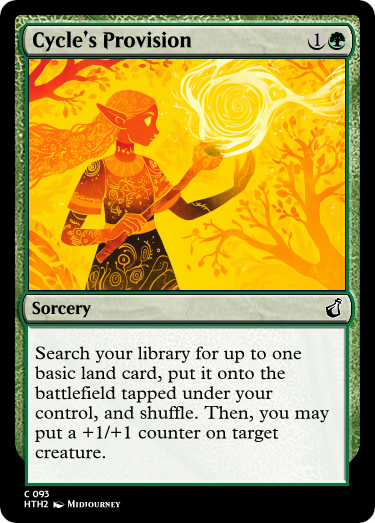 Cycle's Provision 1
Sorcery
Search your library for up to one
basic land card, put it onto the
battlefield tapped under your
control, and shuffle. Then, you may
put a +1/+1 counter on target
creature.
C 093
HTH2 Midjourney